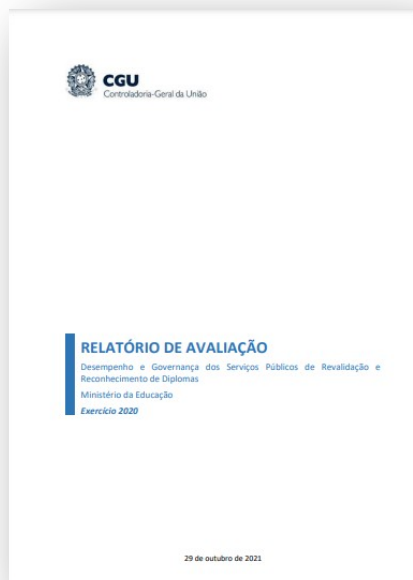 CGU
Controladoria-Geral da União
RELATÓRIO DE AVALIAÇÃO
Desempenho e Governança dos Serviços Públicos de Revalidação e
Reconhecimento de Diplomas
Ministério da Educação
Exercício 2020
29 de outubro de 2021